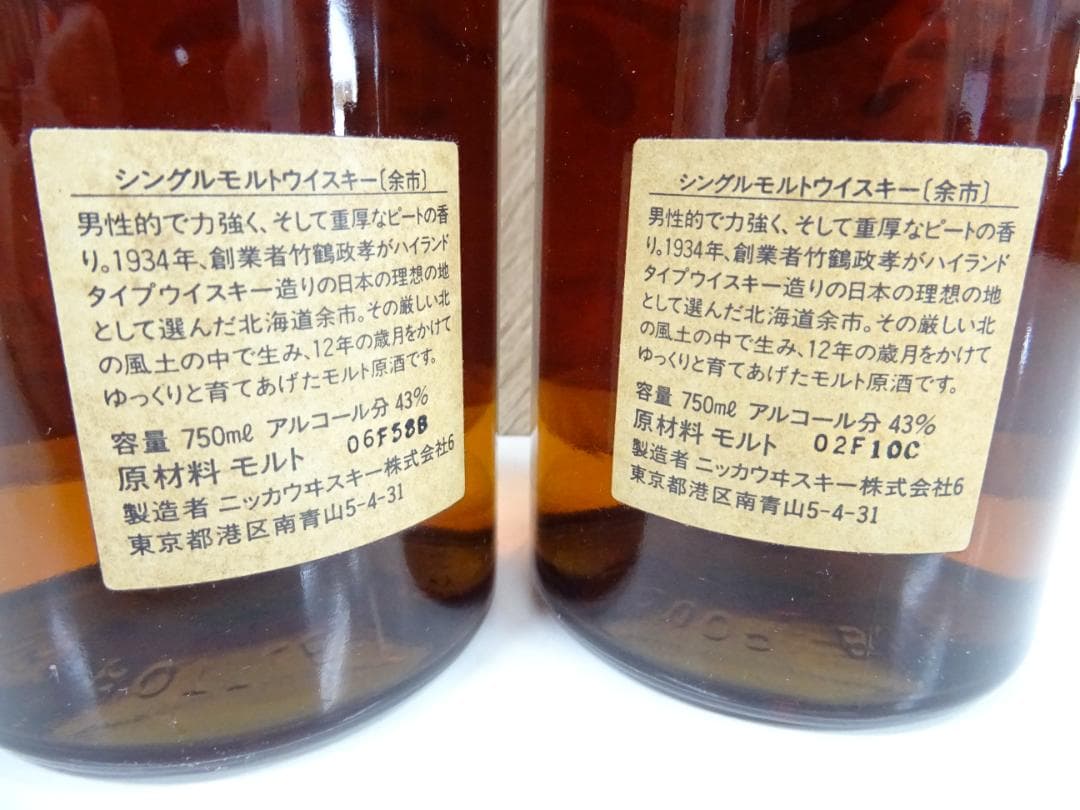 シングルモルトウイスキー〔余市〕
男性的で力強く、そして重厚なピートの香
り。1934年、創業者竹鶴政孝がハイランド
タイプウイスキー造りの日本の理想の地
として選んだ北海道余市。その厳しい北
の風土の中で生み、12年の歳月をかけて
ゆっくりと育てあげたモルト原酒です。
容量 750mℓ アルコール分 43%
原材料 モルト 06F58B
製造者 ニッカウヰスキー株式会社6
東京都港区南青山5-4-31
シングルモルトウイスキー〔余市〕
男性的で力強く、そして重厚なピートの香
り。1934年、創業者竹鶴政孝がハイランド
タイプウイスキー造りの日本の理想の地
として選んだ北海道余市。その厳しい北
の風土の中で生み、12年の歳月をかけて
ゆっくりと育てあげたモルト原酒です。
容量 750mℓ アルコール分 43%
原材料 モルト 02F10C
製造者 ニッカウヰスキー株式会社6
東京都港区南青山5-4-31